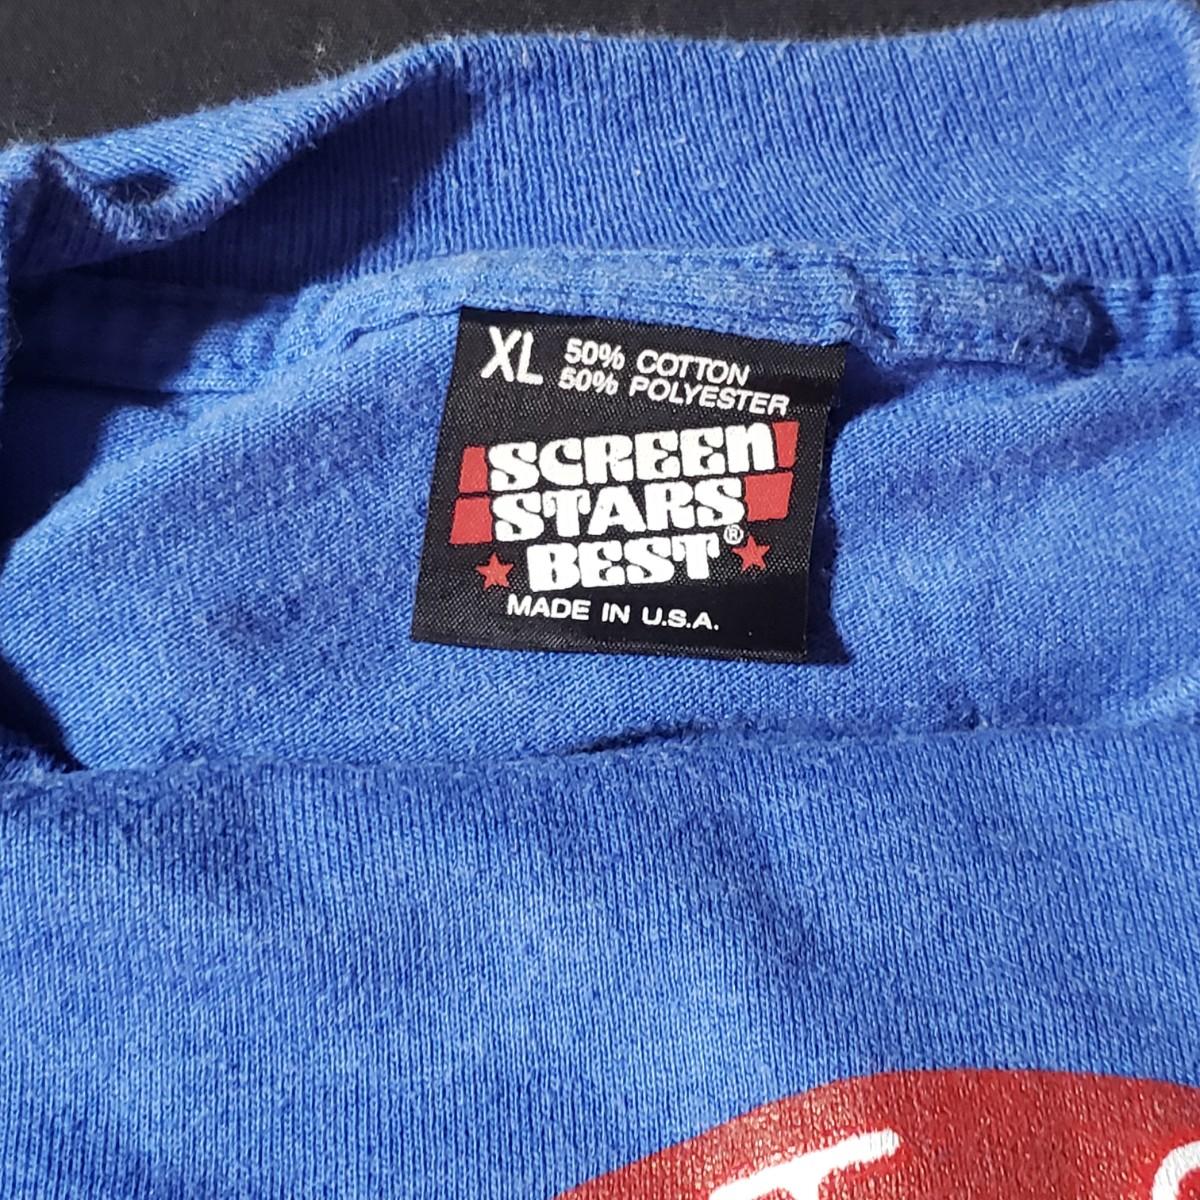 XL 50% COTTON
50% POLYESTER
SCREEN
STARS
BEST®
MADE IN U.S.A.